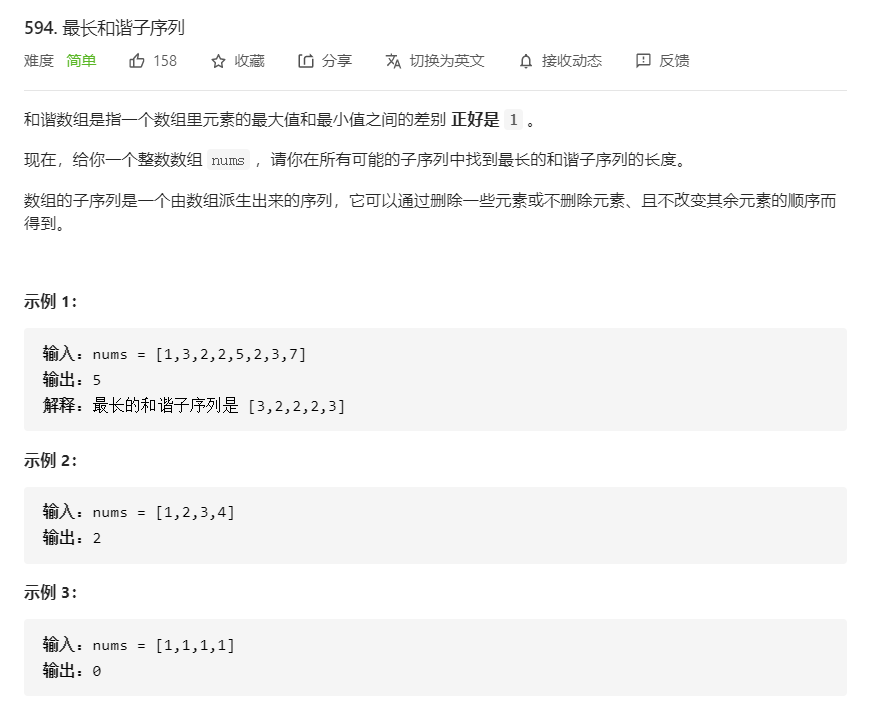 594. 最长和谐子序列
难度 简单 158 收藏 分享 切换为英文 接收动态 反馈
和谐数组是指一个数组里元素的最大值和最小值之间的差别 正好是 1 。
现在，给你一个整数数组 nums ，请你在所有可能的子序列中找到最长的和谐子序列的长度。
数组的子序列是一个由数组派生出来的序列，它可以通过删除一些元素或不删除元素、且不改变其余元素的顺序而
得到。
示例 1：
输入：nums = [1,3,2,2,5,2,3,7]
输出：5
解释：最长的和谐子序列是 [3,2,2,2,3]
示例 2：
输入：nums = [1,2,3,4]
输出：2
示例 3：
输入：nums = [1,1,1,1]
输出：0